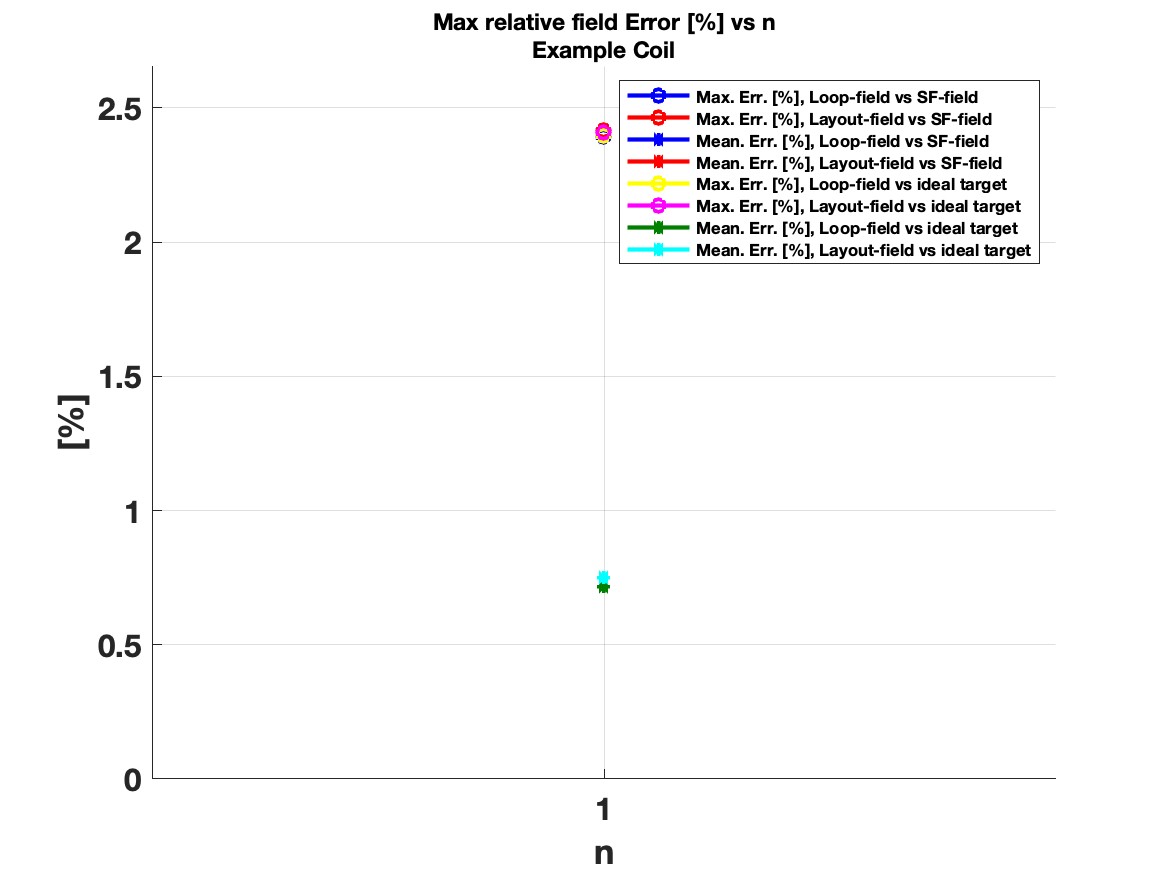 Max relative field Error [%] vs n
Example Coil
2.5
2
1.5
1
0.5
0
[%]
Max. Err. [%], Loop-field vs SF-field
Max. Err. [%], Layout-field vs SF-field
Mean. Err. [%], Loop-field vs SF-field
Mean. Err. [%], Layout-field vs SF-field
Max. Err. [%], Loop-field vs ideal target
Max. Err. [%], Layout-field vs ideal target
Mean. Err. [%], Loop-field vs ideal target
Mean. Err. [%], Layout-field vs ideal target
1
n